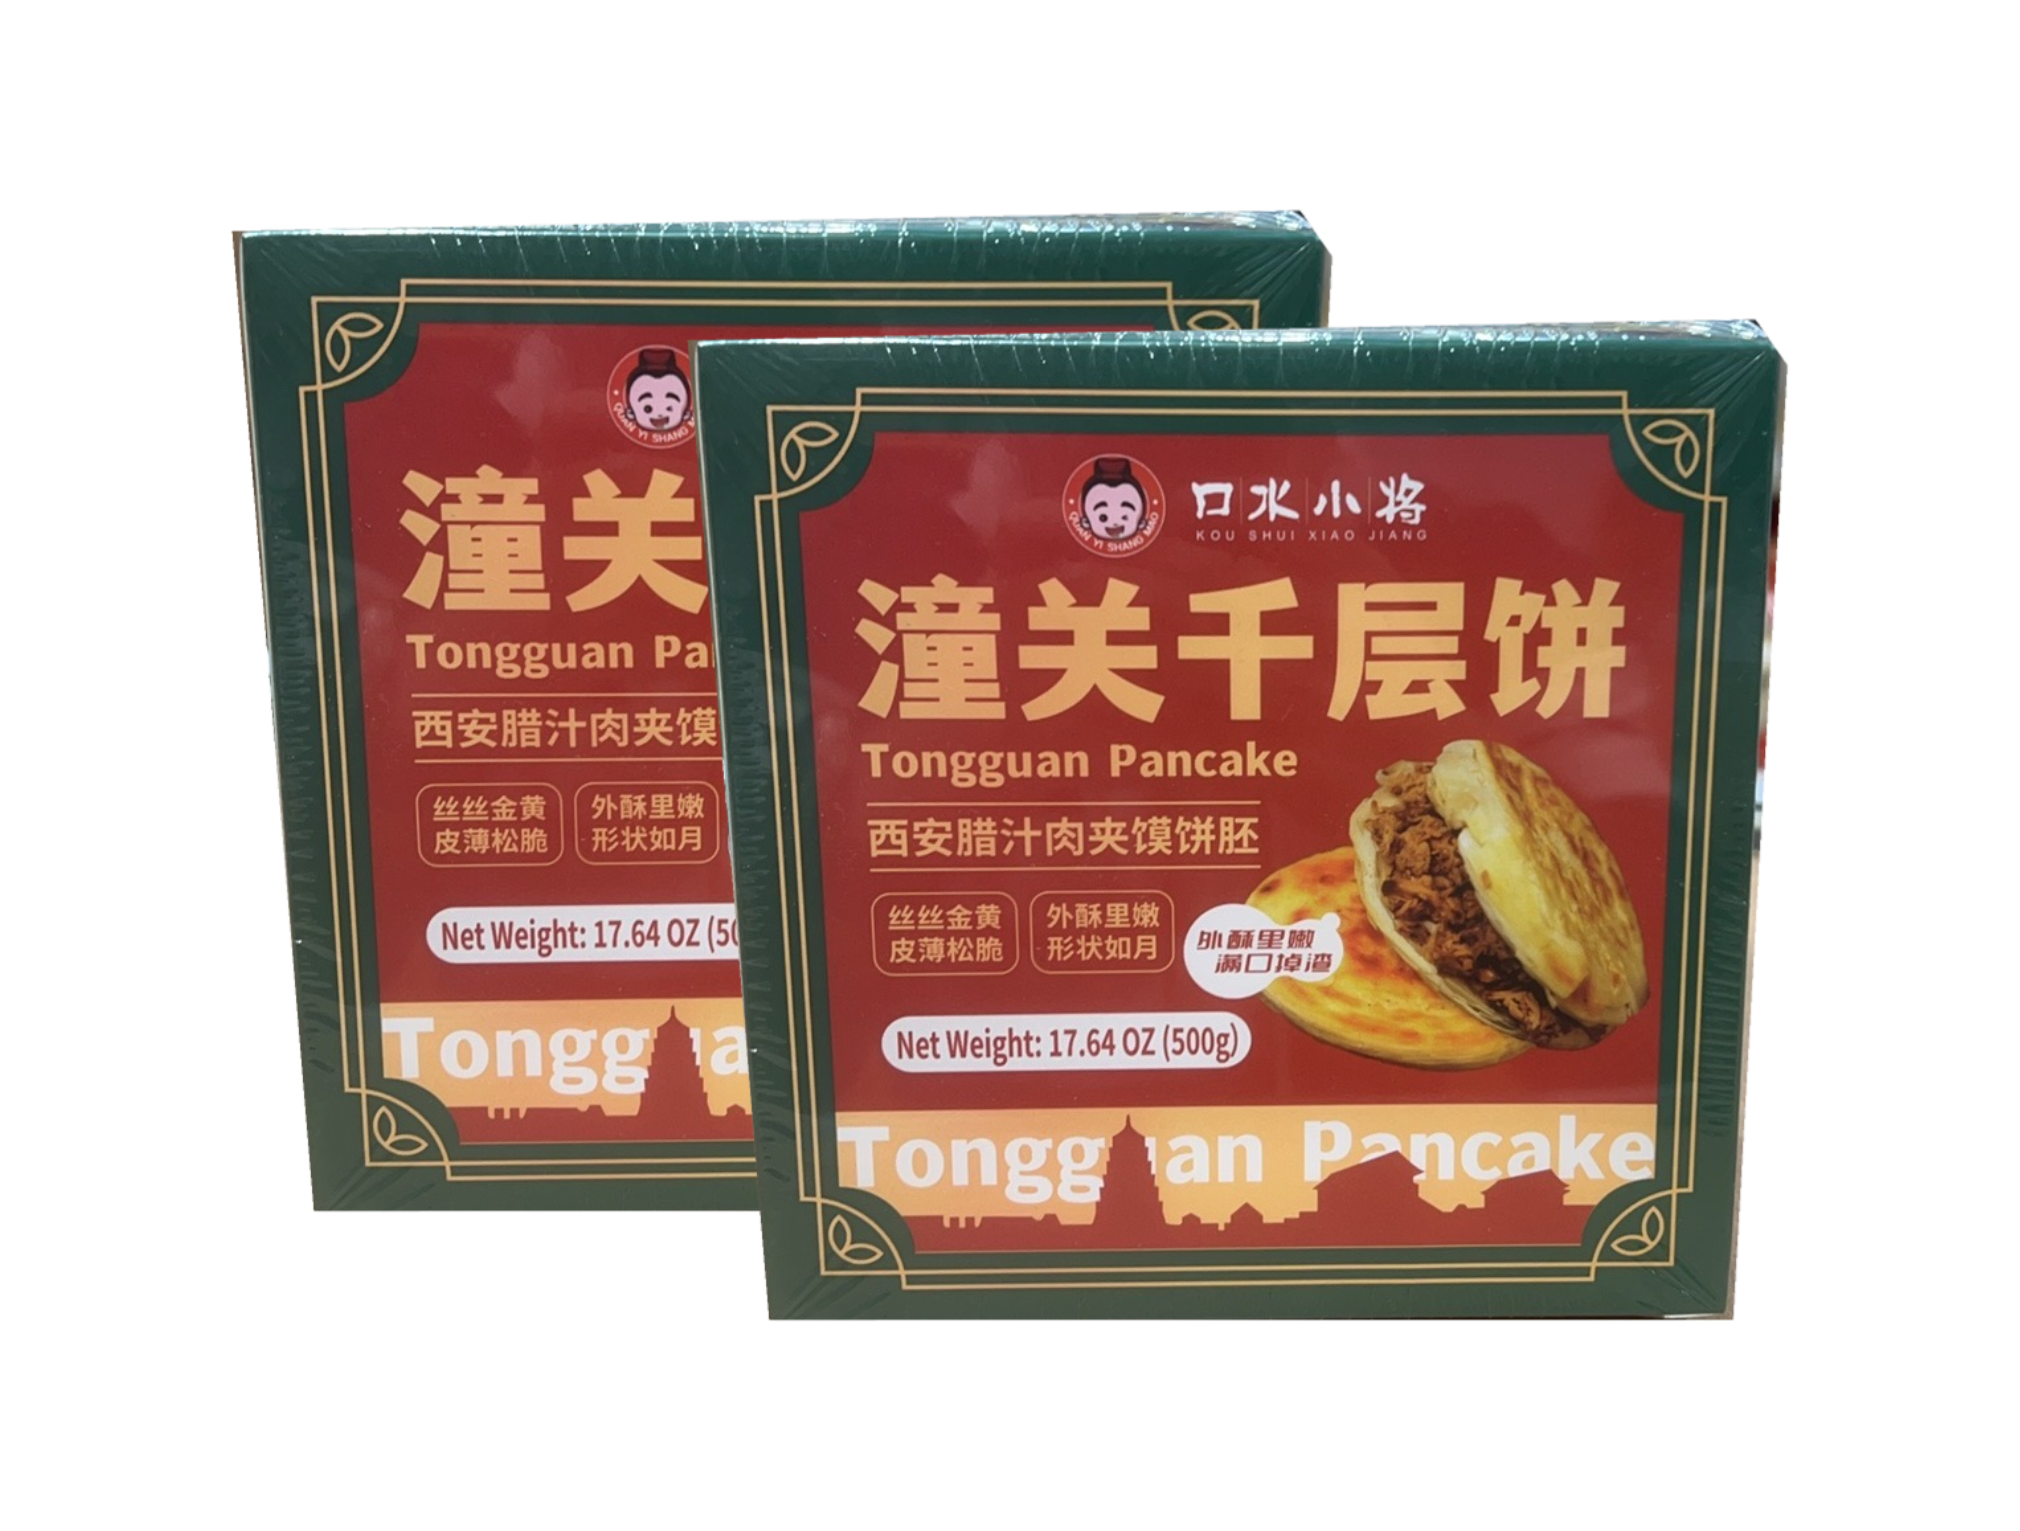 QUAN YI SHANG M
潼关
Tongguan Pa
西安腊汁肉夹馍
丝丝金黄
皮薄松脆
外酥里嫩
形状如月
Net Weight: 17.64 OZ (50
Tongg a
QUAN YI SHANG MAO
口水小将
KOU SHUI XIAO JIANG
潼关千层饼
Tongguan Pancake
西安腊汁肉夹馍饼胚
丝丝金黄
皮薄松脆
外酥里嫩
形状如月
外酥里嫩
满口掉渣
Net Weight: 17.64 OZ (500g)
Tongguan Pancake